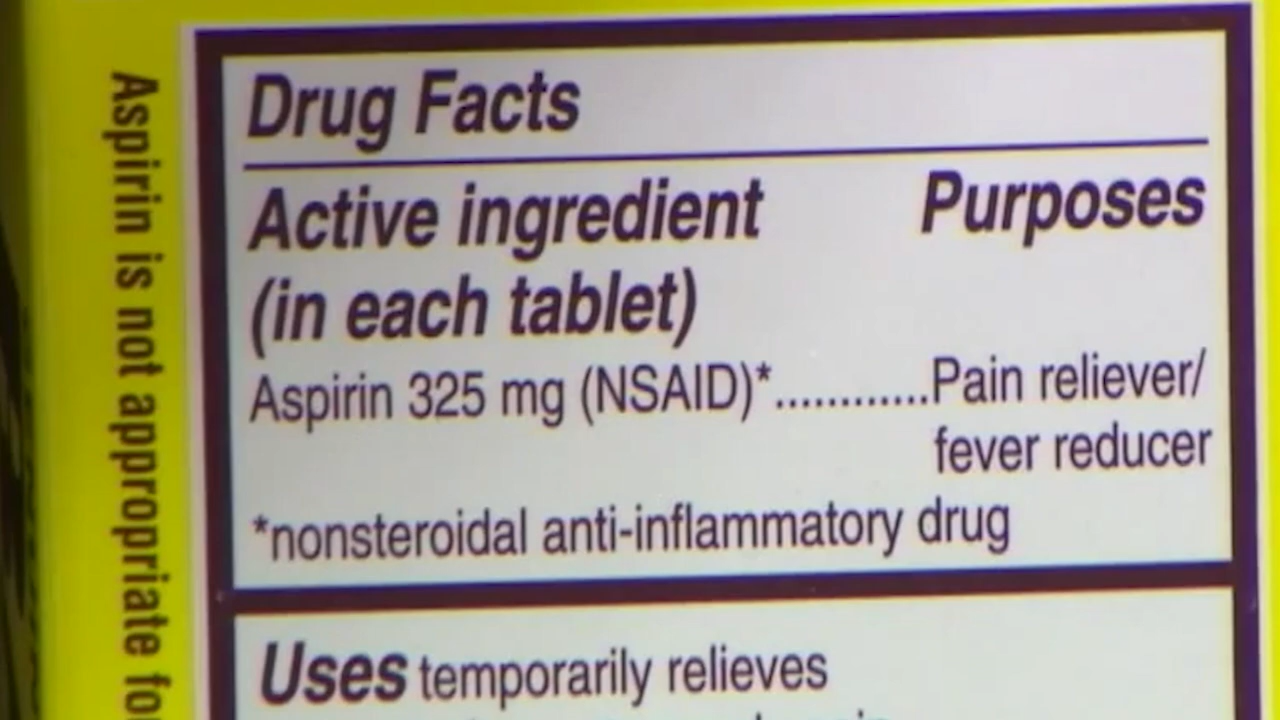 Drug Facts
Active ingredient Purposes
(in each tablet)
Aspirin 325 mg (NSAID)*............Pain reliever/
fever reducer
*nonsteroidal anti-inflammatory drug
Uses temporarily relieves
Aspirin is not appropriate